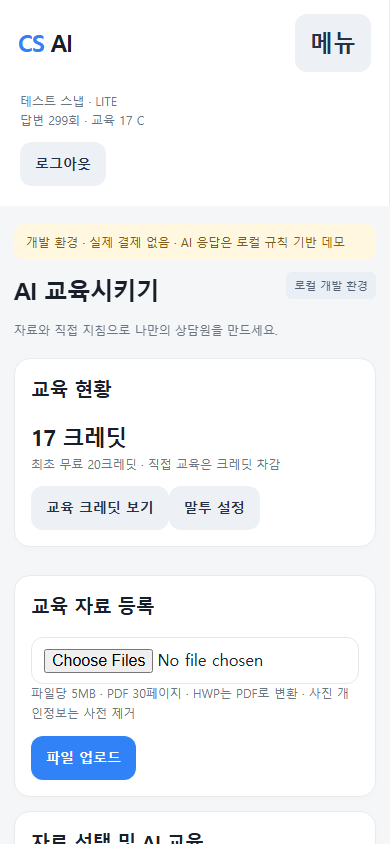 CS AI
메뉴
테스트 스냅 · LITE
답변 299회 · 교육 17 C
로그아웃
개발 환경 · 실제 결제 없음 · AI 응답은 로컬 규칙 기반 데모
AI 교육시키기
로컬 개발 환경
자료와 직접 지침으로 나만의 상담원을 만드세요.
교육 현황
17 크레딧
최초 무료 20크레딧 · 직접 교육은 크레딧 차감
교육 크레딧 보기
말투 설정
교육 자료 등록
Choose Files No file chosen
파일당 5MB · PDF 30페이지 · HWP는 PDF로 변환 · 사진 개
인정보는 사전 제거
파일 업로드
자료 선택 및 AI 교육